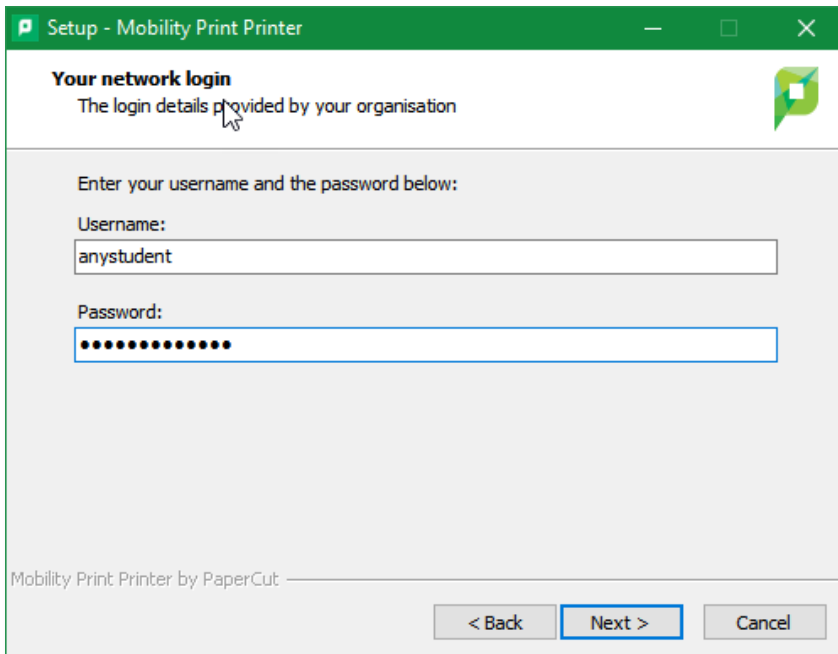 Setup - Mobility Print Printer
Your network login
The login details provided by your organisation
Enter your username and the password below:
Username:
anystudent
Password:
•••••••••••••
Mobility Print Printer by PaperCut
< Back Next > Cancel